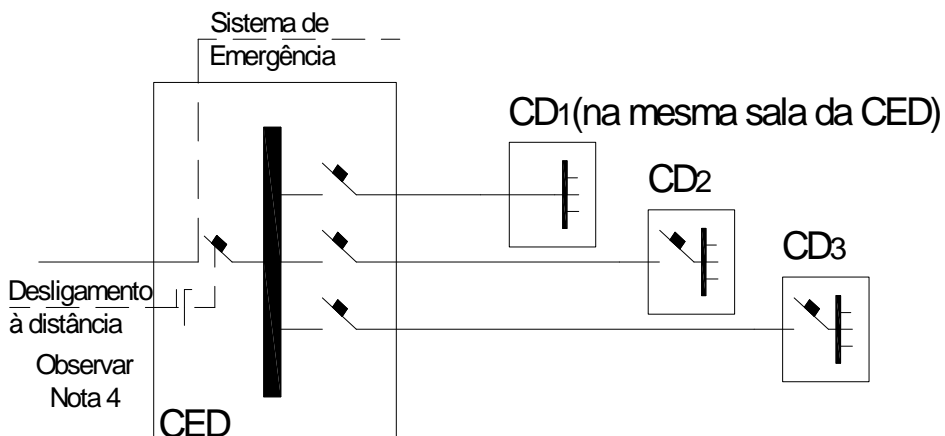 Sistema de
Emergência
CD1(na mesma sala da CED)
CD2
CD3
Desligamento
à distância
Observar
Nota 4
CED